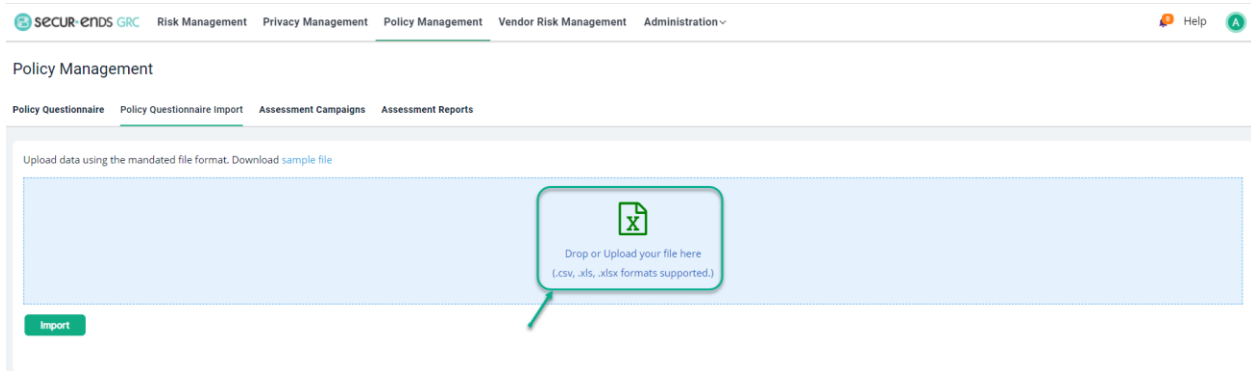 SECUR-ENDS GRC Risk Management Privacy Management Policy Management Vendor Risk Management Administration Help A
Policy Management
Policy Questionnaire Policy Questionnaire Import Assessment Campaigns Assessment Reports
Upload data using the mandated file format. Download sample file
X
Drop or Upload your file here
(.csv, .xls, .xlsx formats supported.)
Import